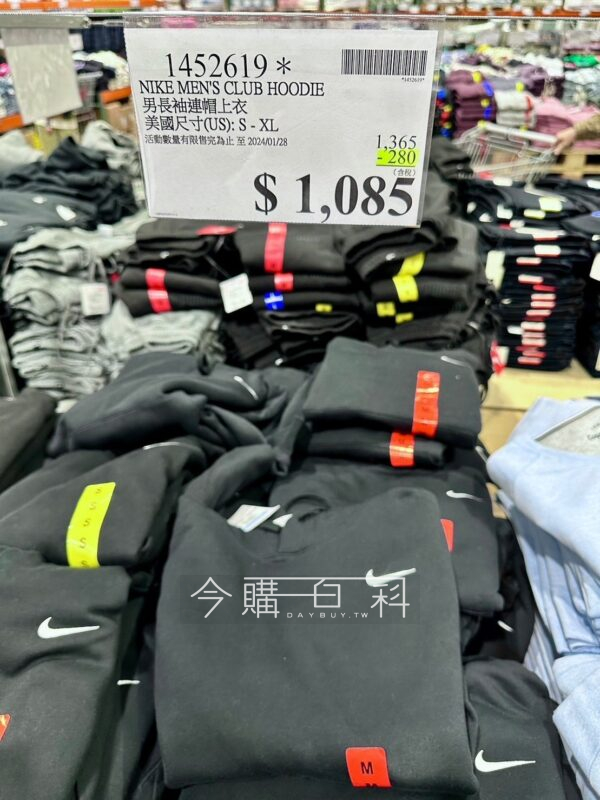 1452619 *
*1452619*
NIKE MEN'S CLUB HOODIE
男長袖連帽上衣
美國尺寸(US): S - XL
活動數量有限售完為止 至 2024/01/28
1,365
- 280
(含稅)
$ 1,085
S
S
S
S
今購百科
DAYBUY.TW
M